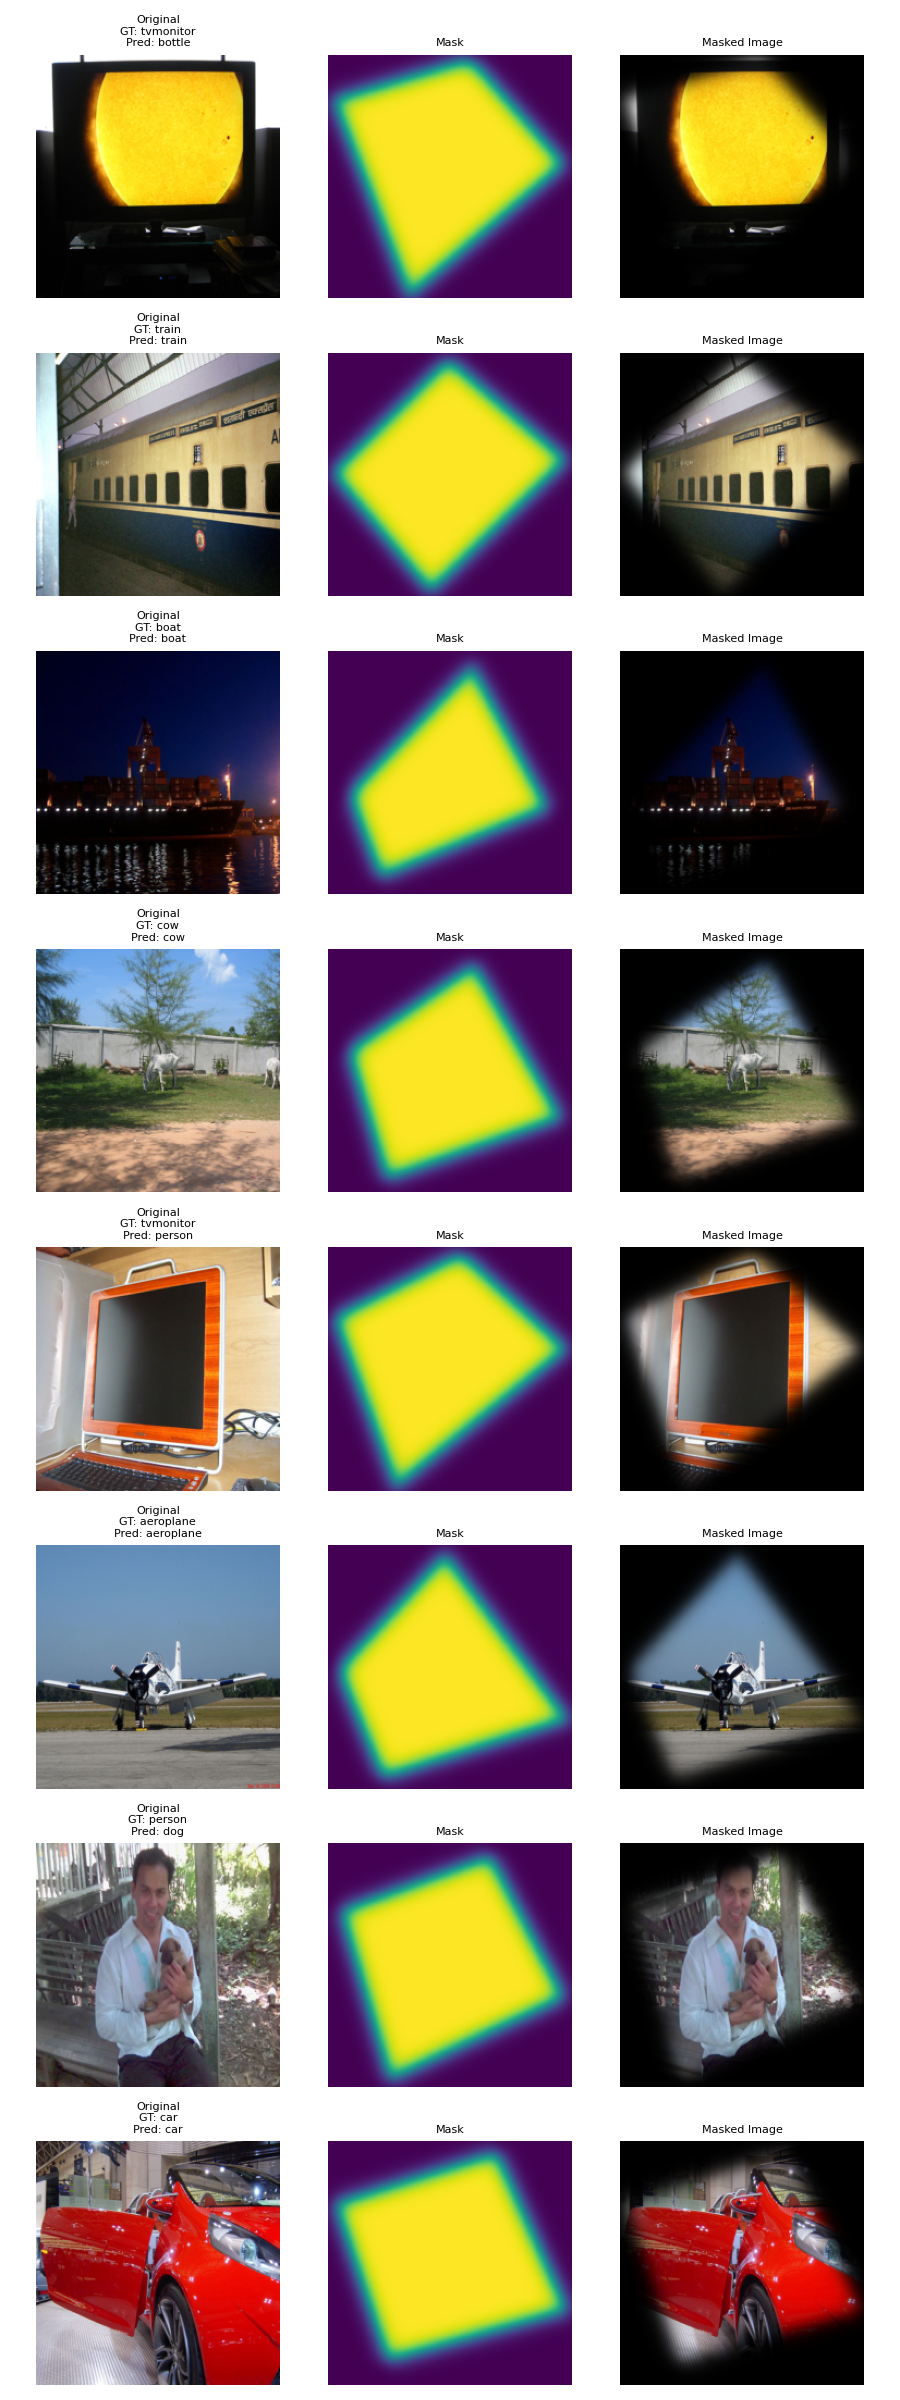 Original
GT: tvmonitor
Pred: bottle
Mask
Masked Image
Original
GT: train
Pred: train
Mask
Masked Image
Original
GT: boat
Pred: boat
Mask
Masked Image
Original
GT: cow
Pred: cow
Mask
Masked Image
Original
GT: tvmonitor
Pred: person
Mask
Masked Image
Original
GT: aeroplane
Pred: aeroplane
Mask
Masked Image
Original
GT: person
Pred: dog
Mask
Masked Image
Original
GT: car
Pred: car
Mask
Masked Image